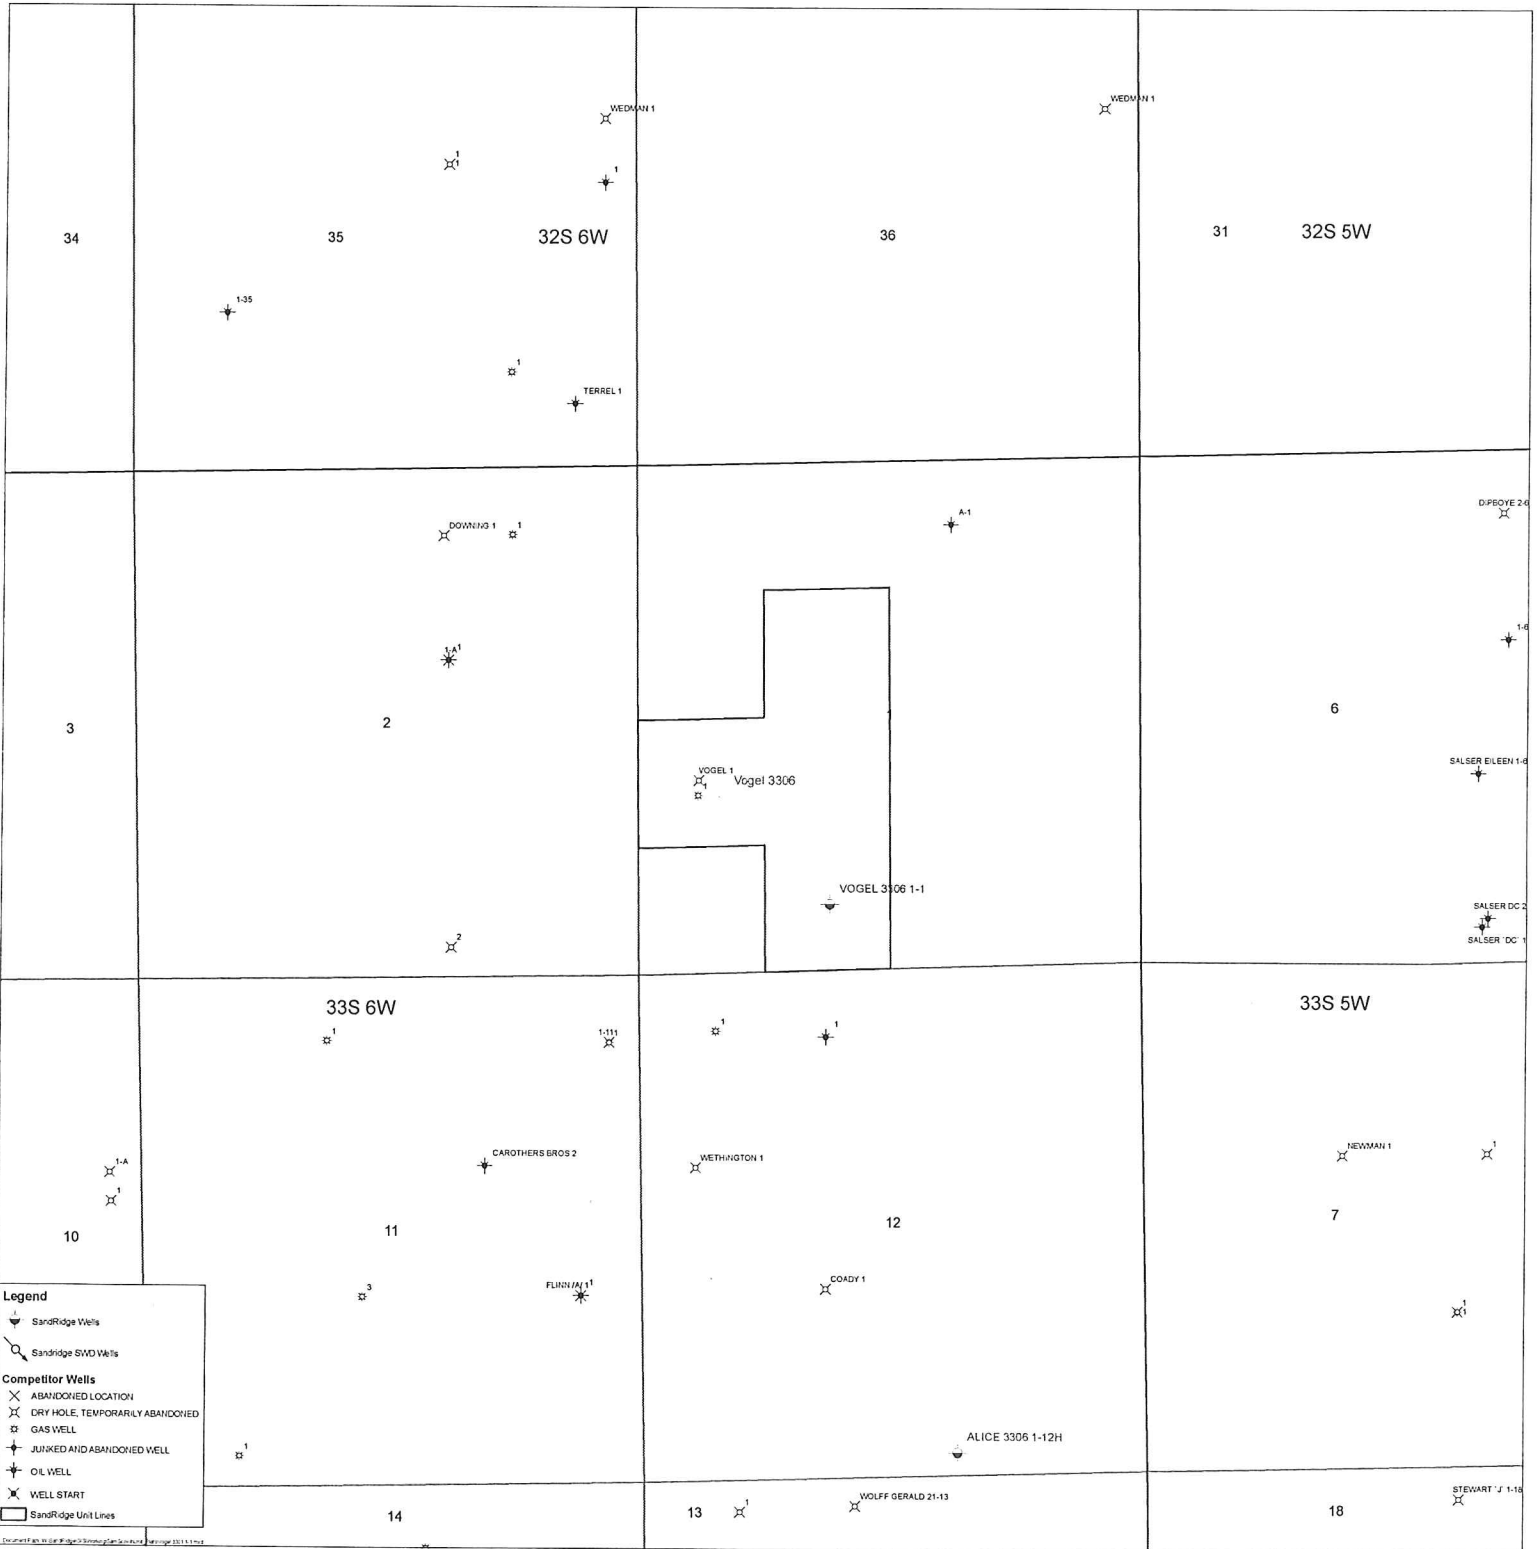 WEDMAN 1
WEDMAN 1
1
1
1
34
35
32S 6W
36
31
32S 5W
1-35
1
TERREL 1
DOWNING 1
1
A-1
DIPBOYE 2-6
1-6
1-A 1
3
2
6
VOGEL 1
1
Vogel 3306
SALSER EILEEN 1-6
VOGEL 3306 1-1
SALSER DC 2
SALSER 'DC' 1
2
33S 6W
33S 5W
1
1-111
1
1
1-A
1
CAROTHERS BROS 2
WETHINGTON 1
NEWMAN 1
1
10
11
12
7
3
FLINN /A/ 1 1
COADY 1
1
1
1
ALICE 3306 1-12H
14
13
1
WOLFF GERALD 21-13
18
STEWART 'J' 1-18
Legend
SandRidge Wells
Sandridge SWD Wells
Competitor Wells
ABANDONED LOCATION
DRY HOLE, TEMPORARILY ABANDONED
GAS WELL
JUNKED AND ABANDONED WELL
OIL WELL
WELL START
SandRidge Unit Lines